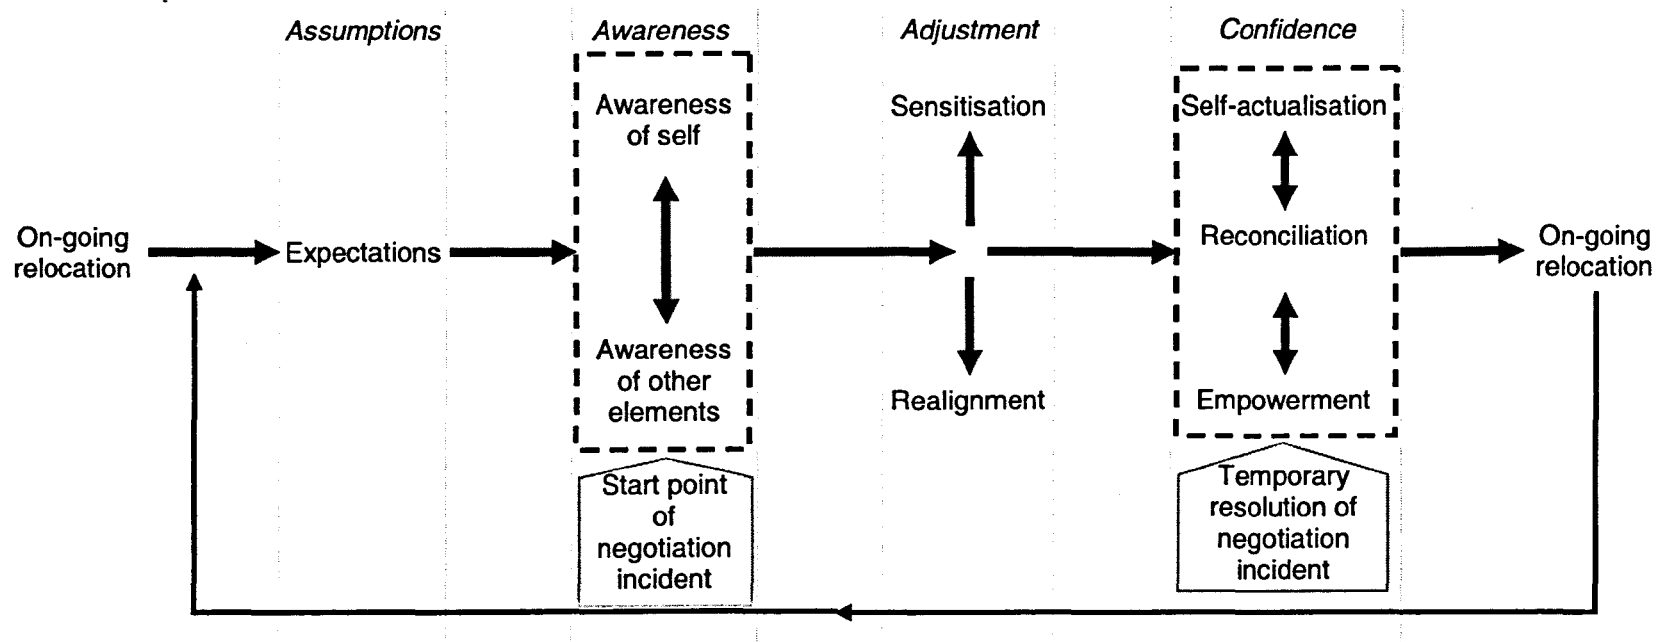 Assumptions
Awareness
Adjustment
Confidence
Awareness
of self
Sensitisation
Self-actualisation
On-going
relocation
Expectations
Reconciliation
On-going
relocation
Awareness
of other
elements
Realignment
Empowerment
Start point
of
negotiation
incident
Temporary
resolution of
negotiation
incident